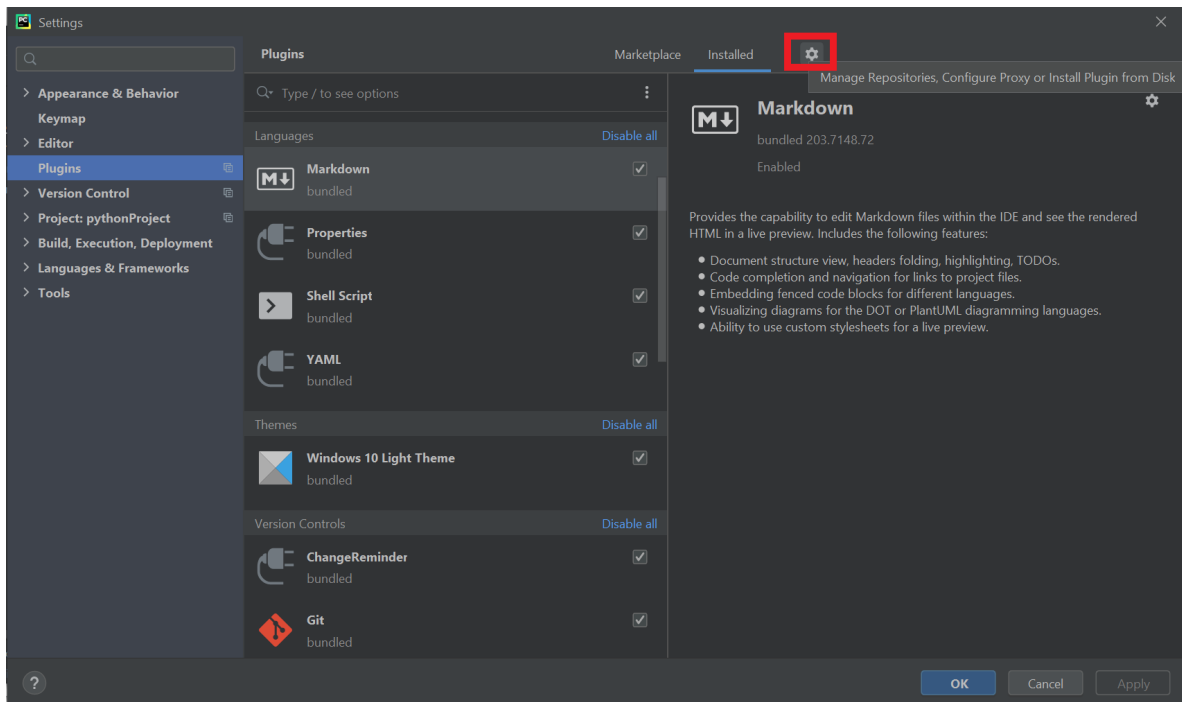 PC
Settings
Plugins
Marketplace
Installed
Manage Repositories, Configure Proxy or Install Plugin from Disk
Appearance & Behavior
Keymap
Editor
Plugins
Version Control
Project: pythonProject
Build, Execution, Deployment
Languages & Frameworks
Tools
Type / to see options
Languages
Disable all
M
Markdown
bundled
Properties
bundled
Shell Script
bundled
YAML
bundled
Themes
Disable all
Windows 10 Light Theme
bundled
Version Controls
Disable all
ChangeReminder
bundled
Git
bundled
M
Markdown
bundled 203.7148.72
Enabled
Provides the capability to edit Markdown files within the IDE and see the rendered
HTML in a live preview. Includes the following features:
• Document structure view, headers folding, highlighting, TODOs.
• Code completion and navigation for links to project files.
• Embedding fenced code blocks for different languages.
• Visualizing diagrams for the DOT or PlantUML diagramming languages.
• Ability to use custom stylesheets for a live preview.
?
OK
Cancel
Apply